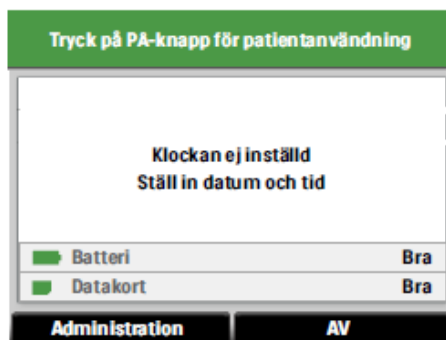 Tryck på PA-knapp för patientanvändning
Klockan ej inställd
Ställ in datum och tid
Batteri Bra
Datakort Bra
Administration AV